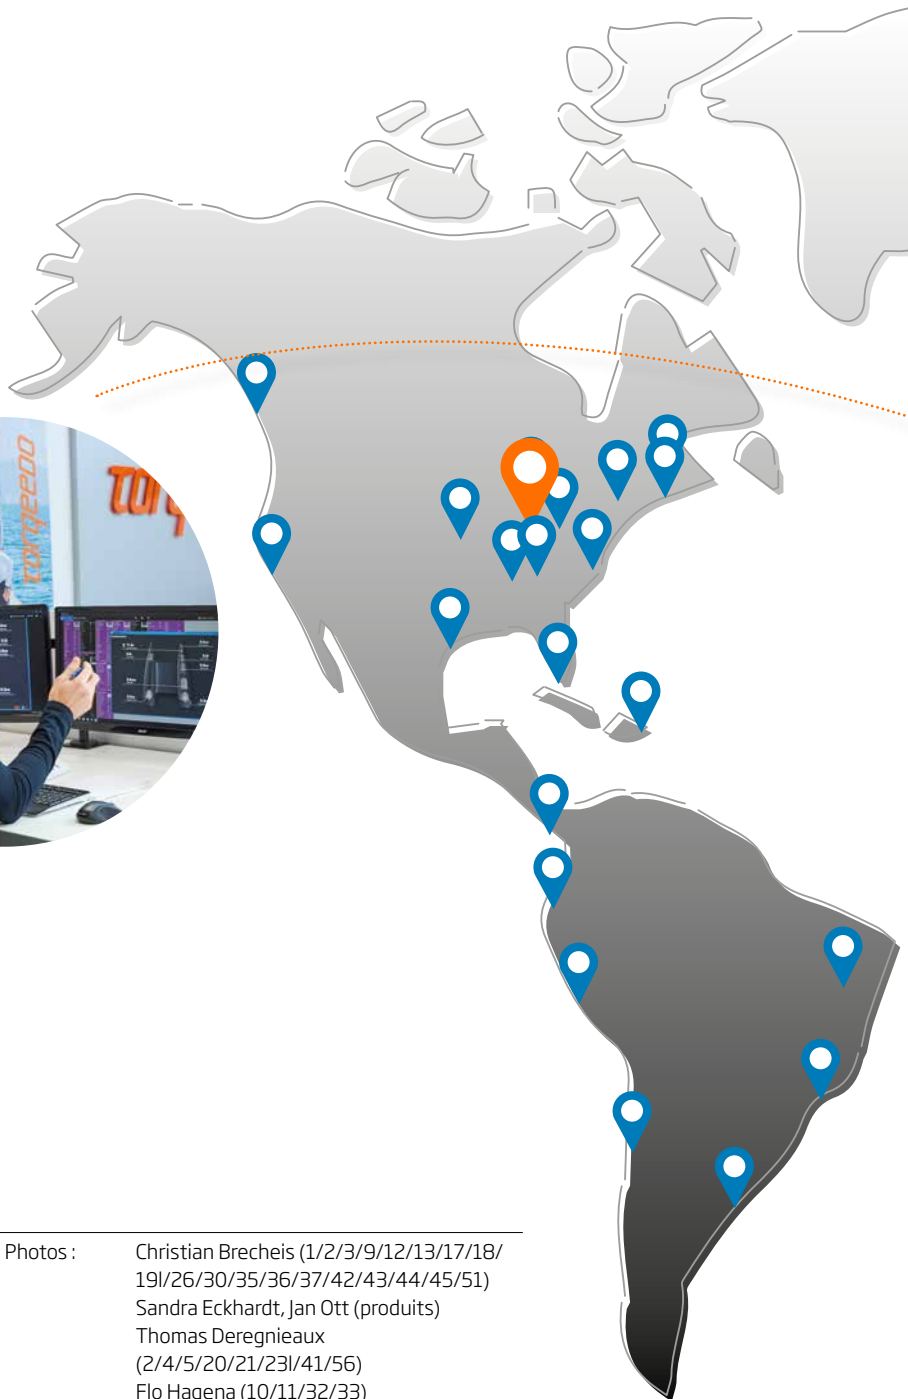 torqeedo
torq
Photos :
Christian Brecheis (1/2/3/9/12/13/17/18/
19l/26/30/35/36/37/42/43/44/45/51)
Sandra Eckhardt, Jan Ott (produits)
Thomas Deregnieaux
(2/4/5/20/21/23l/41/56)
Flo Hagena (10/11/32/33)